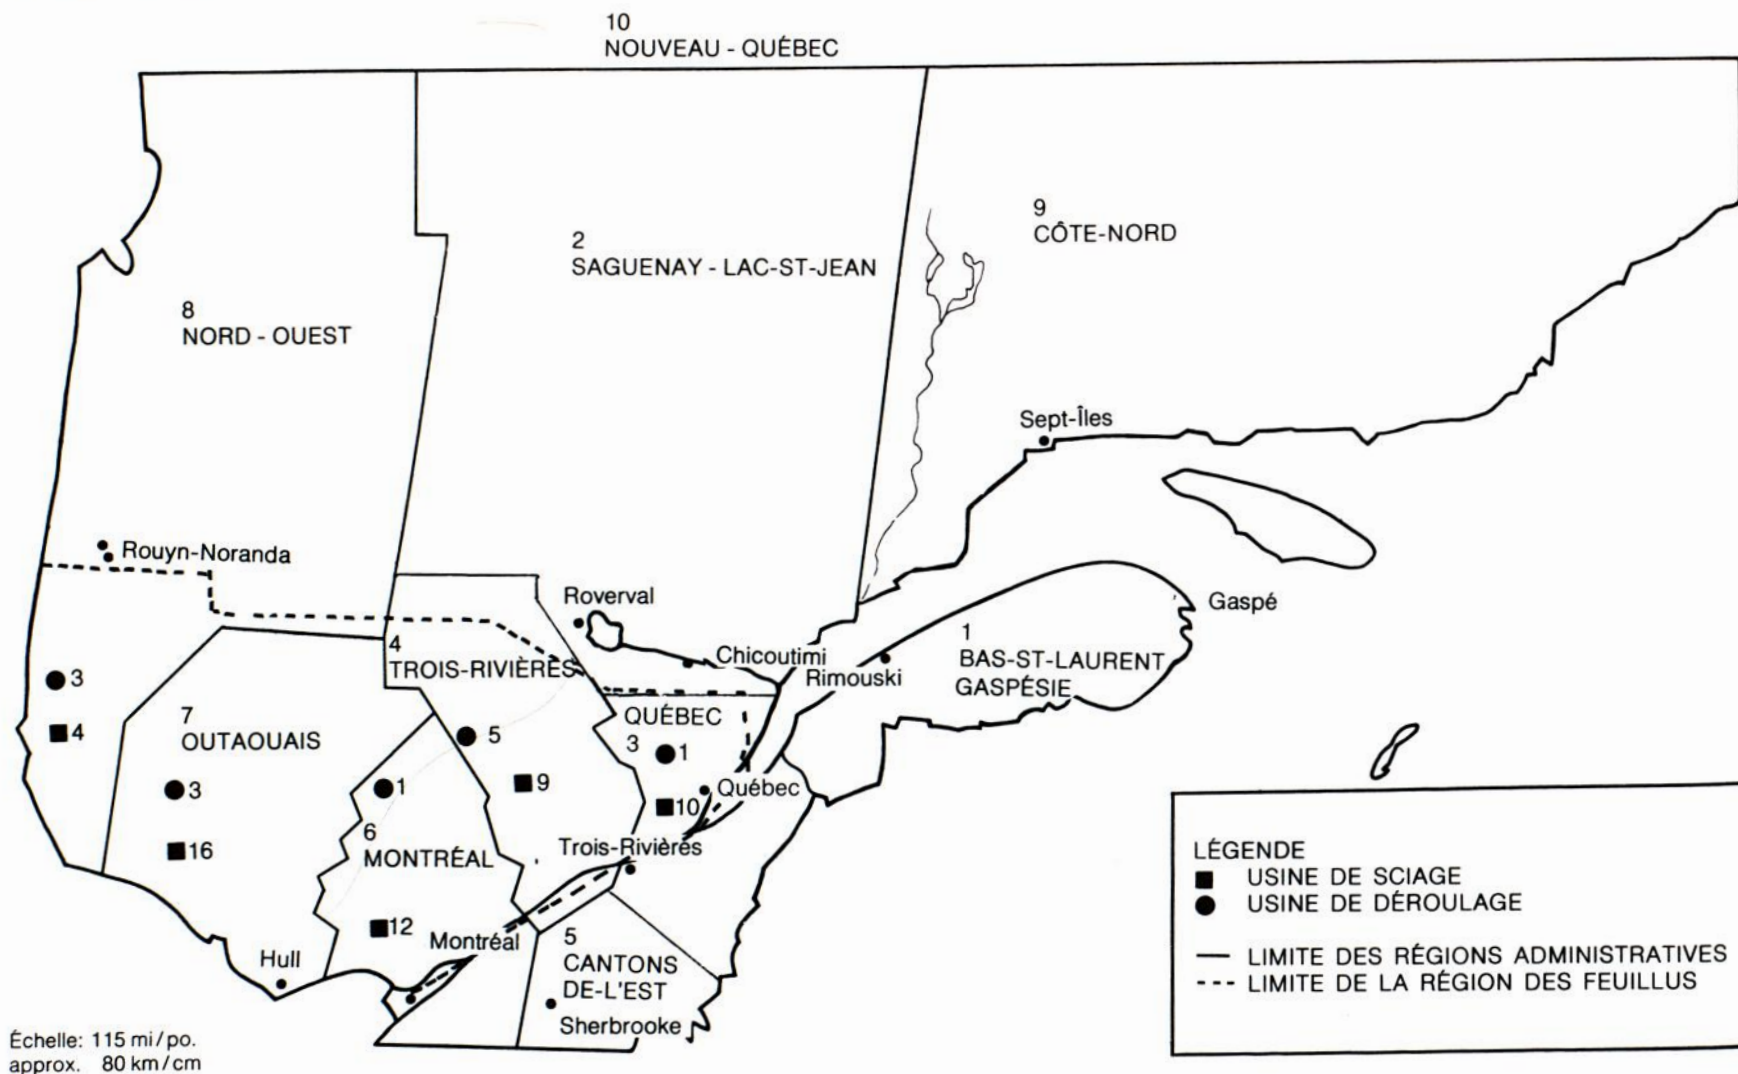 10
NOUVEAU - QUÉBEC
9
CÔTE-NORD
2
SAGUENAY - LAC-ST-JEAN
8
NORD - OUEST
Sept-Îles
Rouyn-Noranda
Roverval
Gaspé
4
TROIS-RIVIÈRES
Chicoutimi
Rimouski
1
BAS-ST-LAURENT
GASPÉSIE
3
4
7
OUTAOUAIS
3
16
5
9
QUÉBEC
3
1
Québec
10
1
6
MONTRÉAL
12
Trois-Rivières
Montréal
Hull
5
CANTONS
DE-L'EST
Sherbrooke
LÉGENDE
USINE DE SCIAGE
USINE DE DÉROULAGE
LIMITE DES RÉGIONS ADMINISTRATIVES
LIMITE DE LA RÉGION DES FEUILLUS
Échelle: 115 mi/po.
approx. 80 km/cm